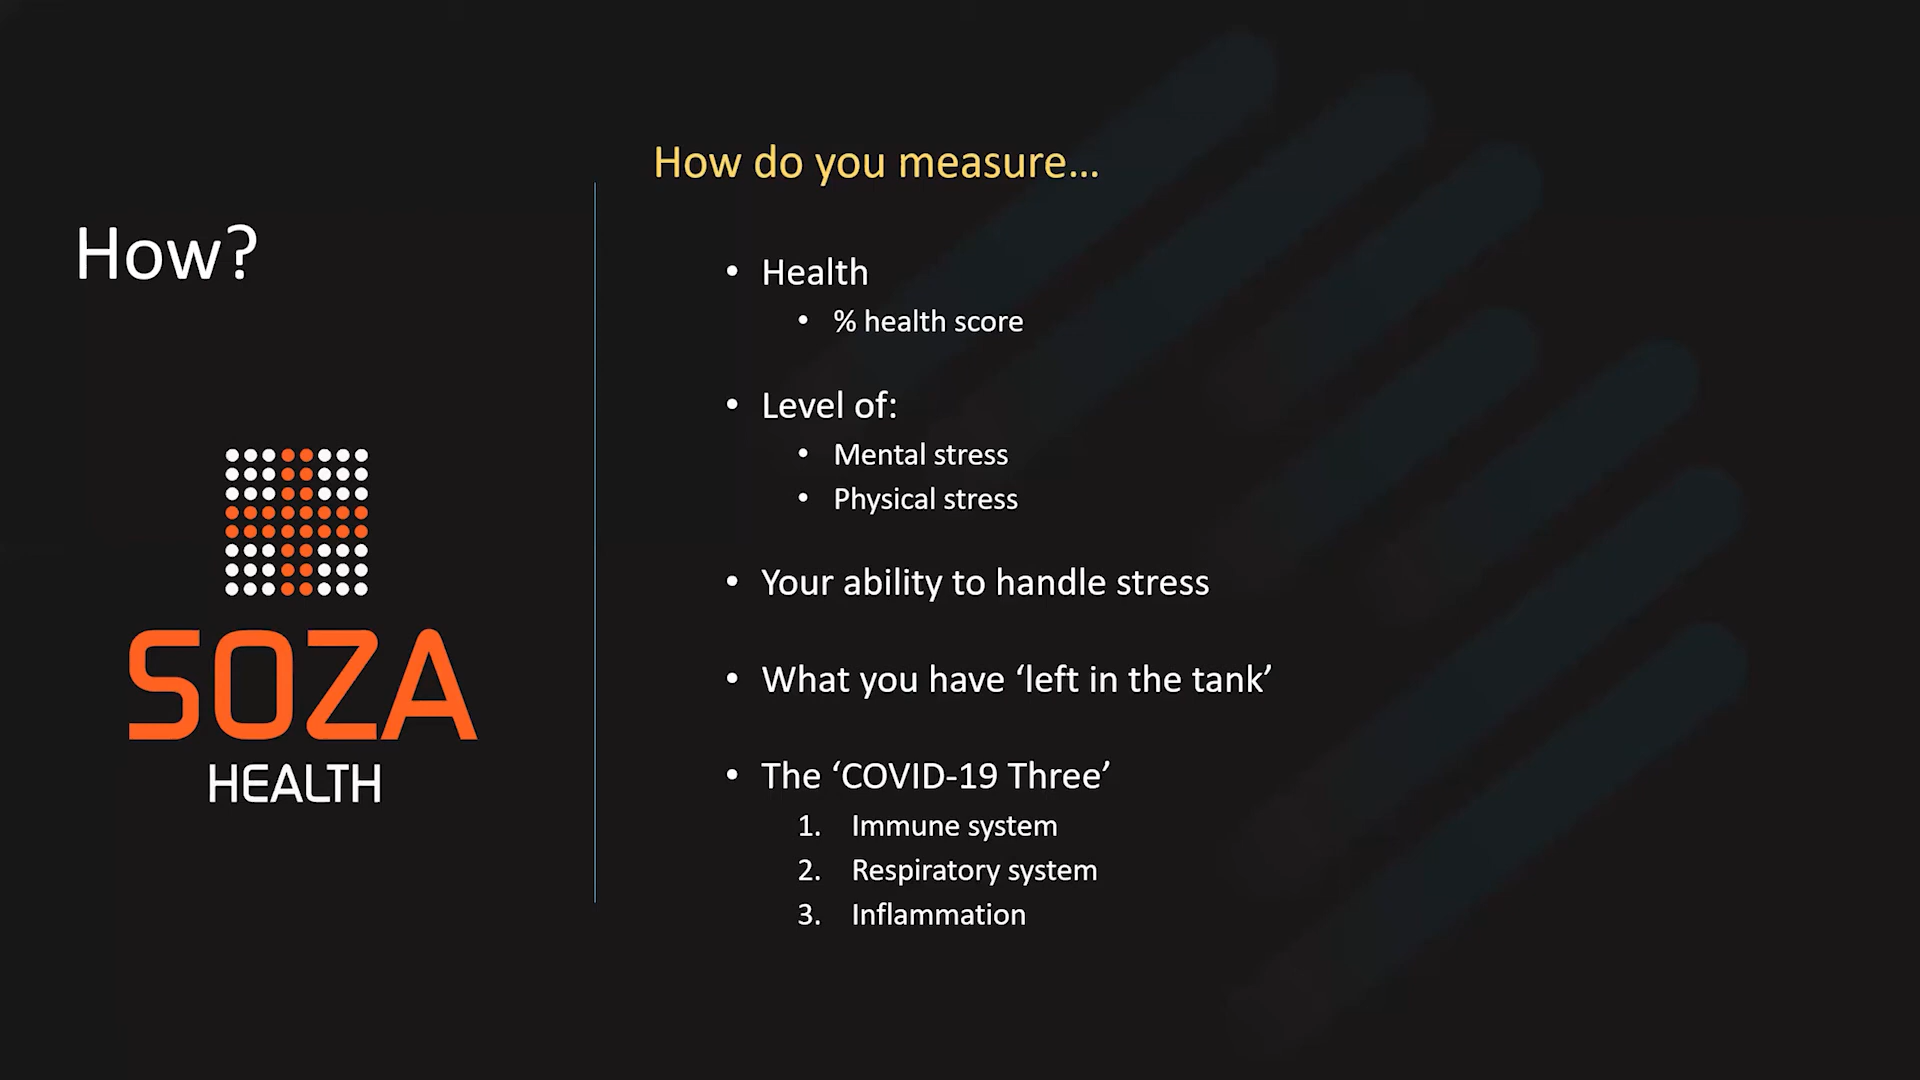 How?
SOZA
HEALTH
How do you measure...
• Health
• % health score
• Level of:
• Mental stress
• Physical stress
• Your ability to handle stress
• What you have ‘left in the tank’
• The ‘COVID-19 Three’
1. Immune system
2. Respiratory system
3. Inflammation